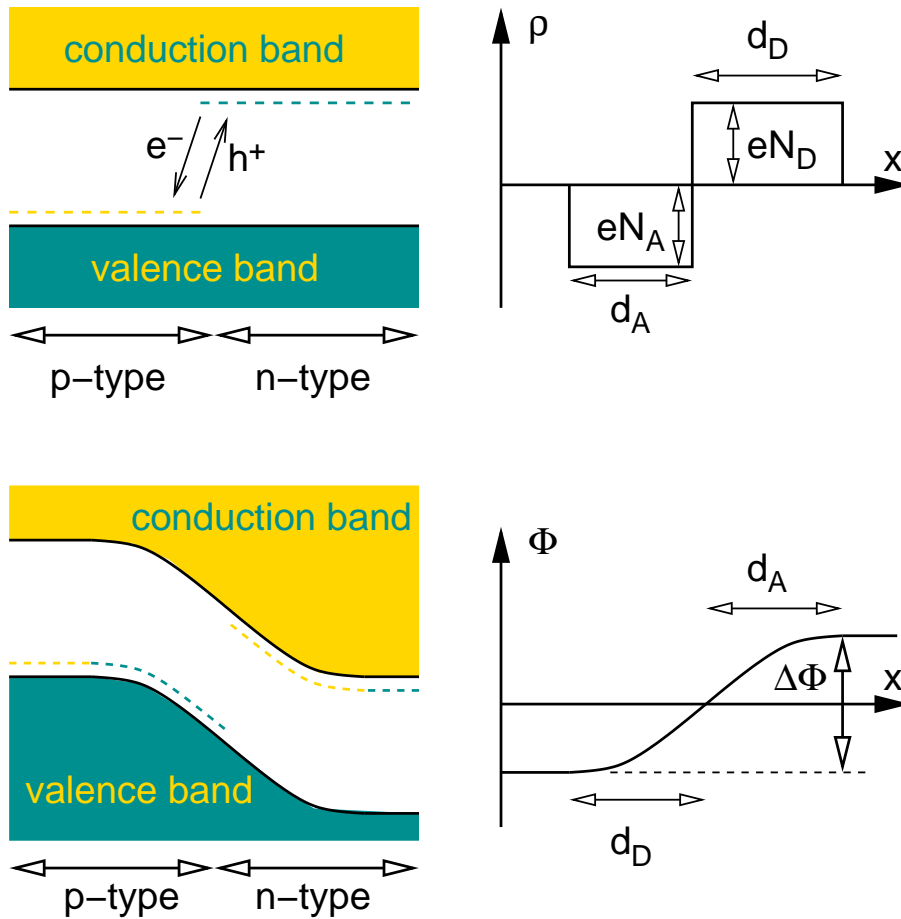 conduction band
e⁻
h⁺
valence band
p−type
n−type
ρ
d_D
eN_D
x
eN_A
d_A
conduction band
valence band
p−type
n−type
Φ
d_A
ΔΦ
x
d_D